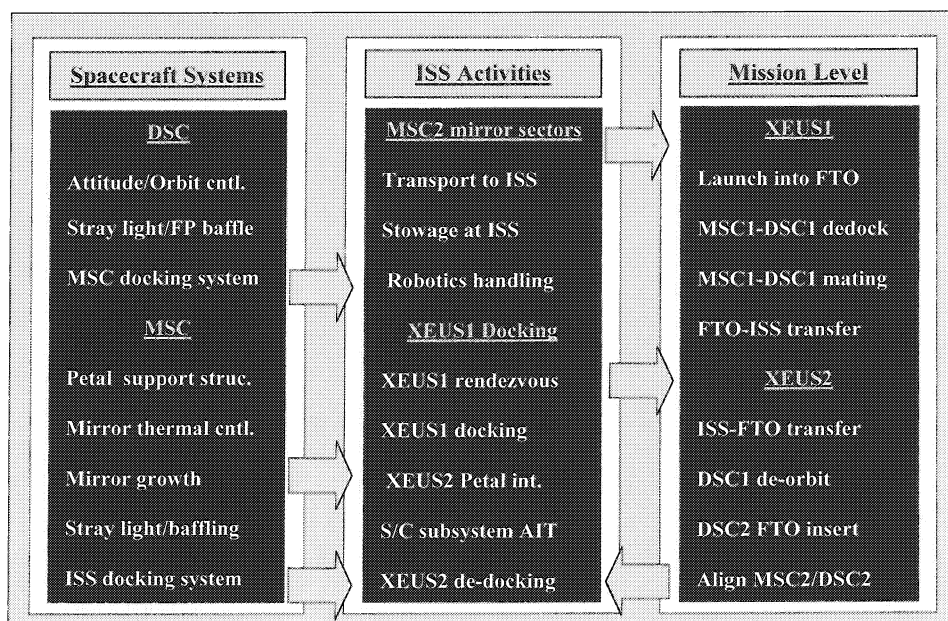 Spacecraft Systems
DSC
Attitude/Orbit cntl.
Stray light/FP baffle
MSC docking system
MSC
Petal support struc.
Mirror thermal cntl.
Mirror growth
Stray light/baffling
ISS docking system
ISS Activities
MSC2 mirror sectors
Transport to ISS
Stowage at ISS
Robotics handling
XEUS1 Docking
XEUS1 rendezvous
XEUS1 docking
XEUS2 Petal int.
S/C subsystem AIT
XEUS2 de-docking
Mission Level
XEUS1
Launch into FTO
MSC1-DSC1 dedock
MSC1-DSC1 mating
FTO-ISS transfer
XEUS2
ISS-FTO transfer
DSC1 de-orbit
DSC2 FTO insert
Align MSC2/DSC2